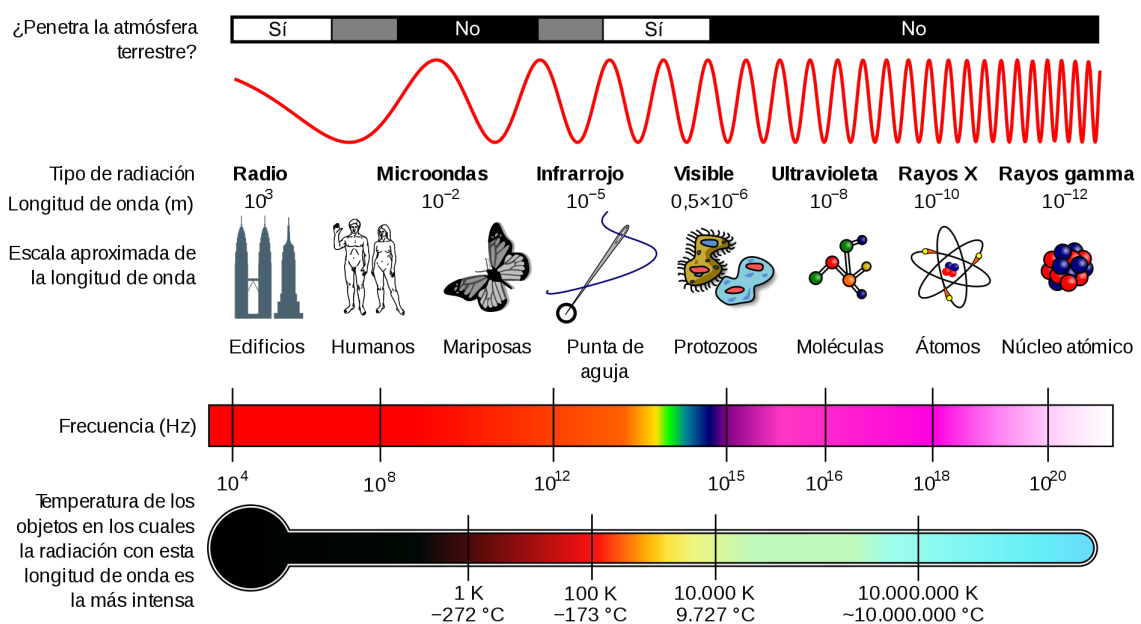 ¿Penetra la atmósfera
terrestre?
Sí No Sí No
Tipo de radiación
Radio Microondas Infrarrojo Visible Ultravioleta Rayos X Rayos gamma
Longitud de onda (m)
10³ 10⁻² 10⁻⁵ 0,5×10⁻⁶ 10⁻⁸ 10⁻¹⁰ 10⁻¹²
Escala aproximada de
la longitud de onda
Edificios Humanos Mariposas Punta de
aguja
Protozoos Moléculas Átomos Núcleo atómico
Frecuencia (Hz)
10⁴ 10⁸ 10¹² 10¹⁵ 10¹⁶ 10¹⁸ 10²⁰
Temperatura de los
objetos en los cuales
la radiación con esta
longitud de onda es
la más intensa
1 K 100 K 10.000 K 10.000.000 K
−272 °C −173 °C 9.727 °C ~10.000.000 °C